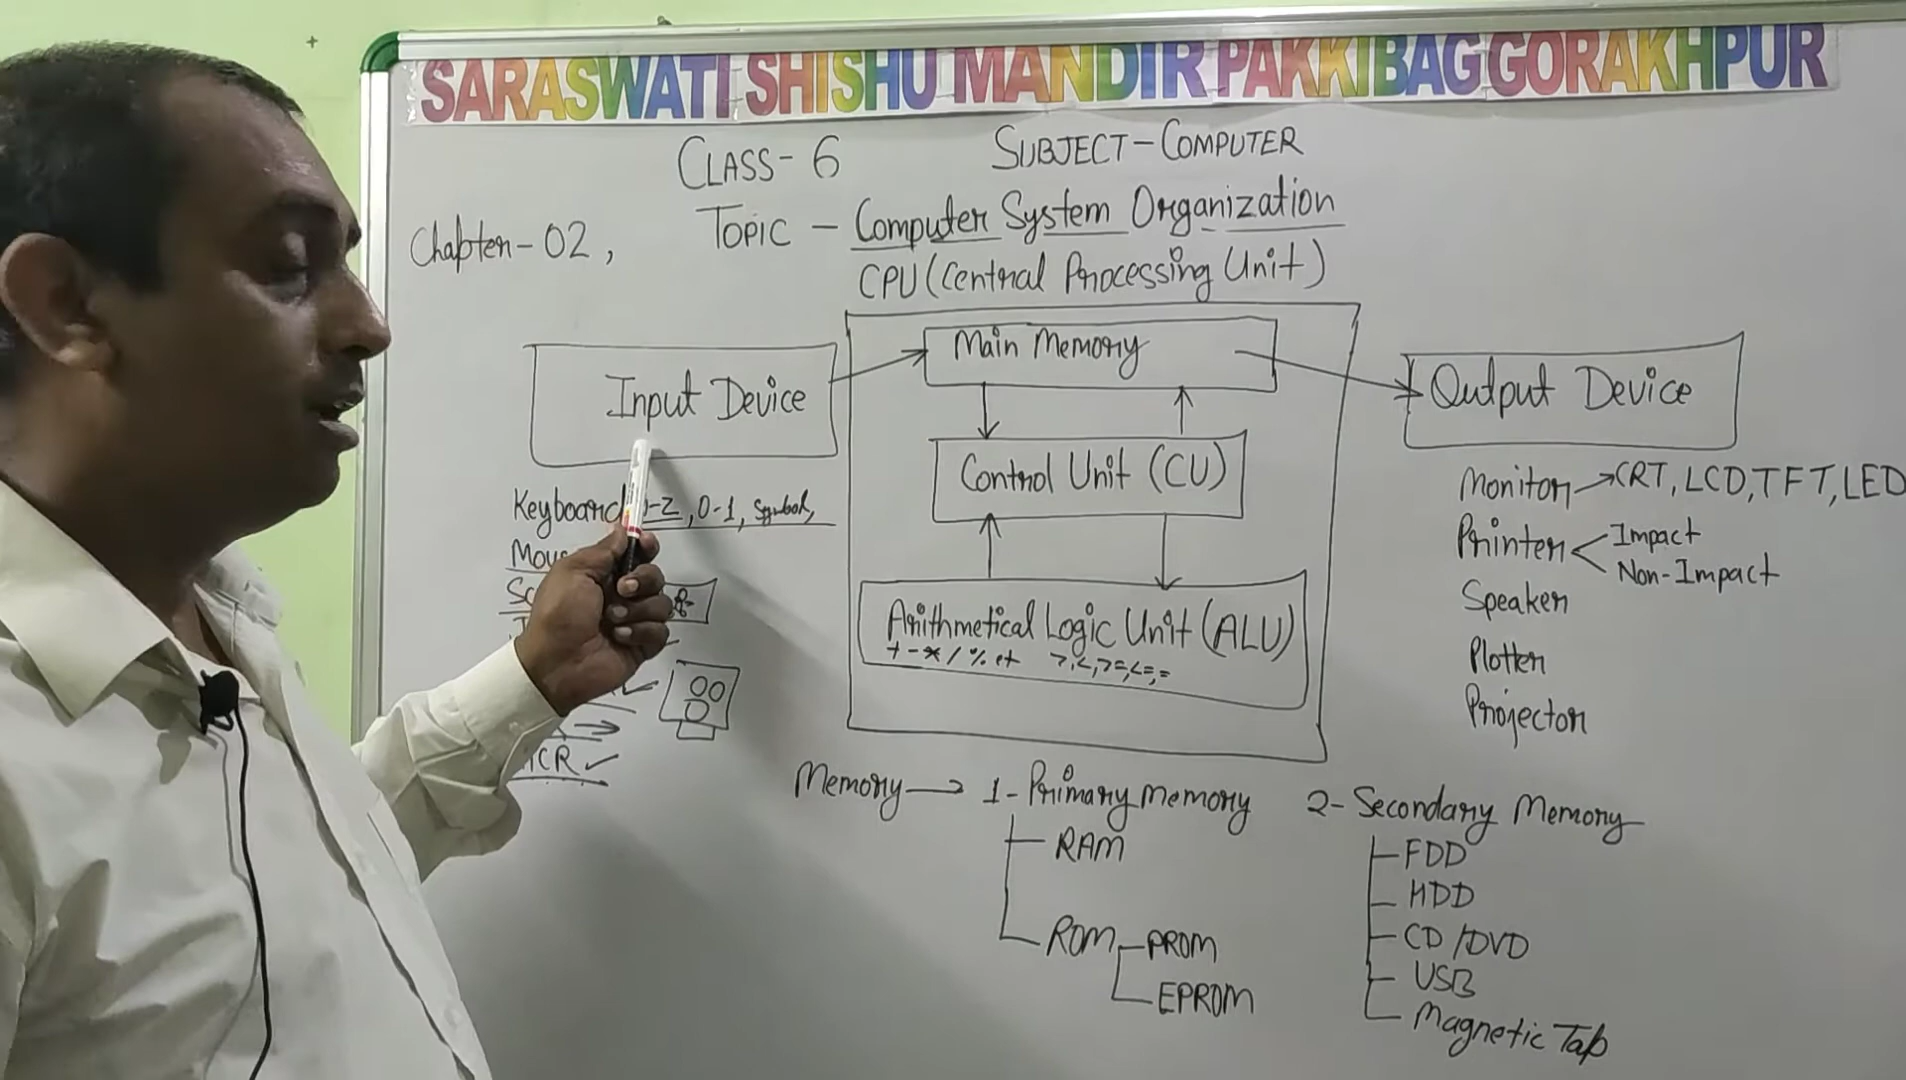 SARASWATI SHISHU MANDIR PAKKIBAG GORAKHPUR
CLASS- 6
SUBJECT-COMPUTER
Chapter-02,
TOPIC - Computer System Organization
CPU (Central Processing Unit)
Input Device
Main Memory
Output Device
Control Unit (CU)
Arithmetical Logic Unit (ALU)
+ - * / %
>, <, >=, <=, =
Keyboard -Z, 0-1, Symbol,
Monitor → CRT, LCD, TFT, LED
Printer < Impact
Non-Impact
Speaker
Plotter
Projector
Memory → 1- Primary Memory
RAM
ROM - PROM
EPROM
2- Secondary Memory
FDD
HDD
CD/DVD
USB
Magnetic Tap